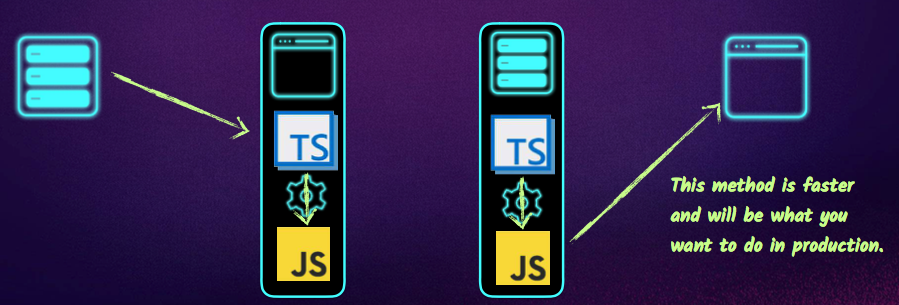 TS
TS
JS
JS
This method is faster
and will be what you
want to do in production.